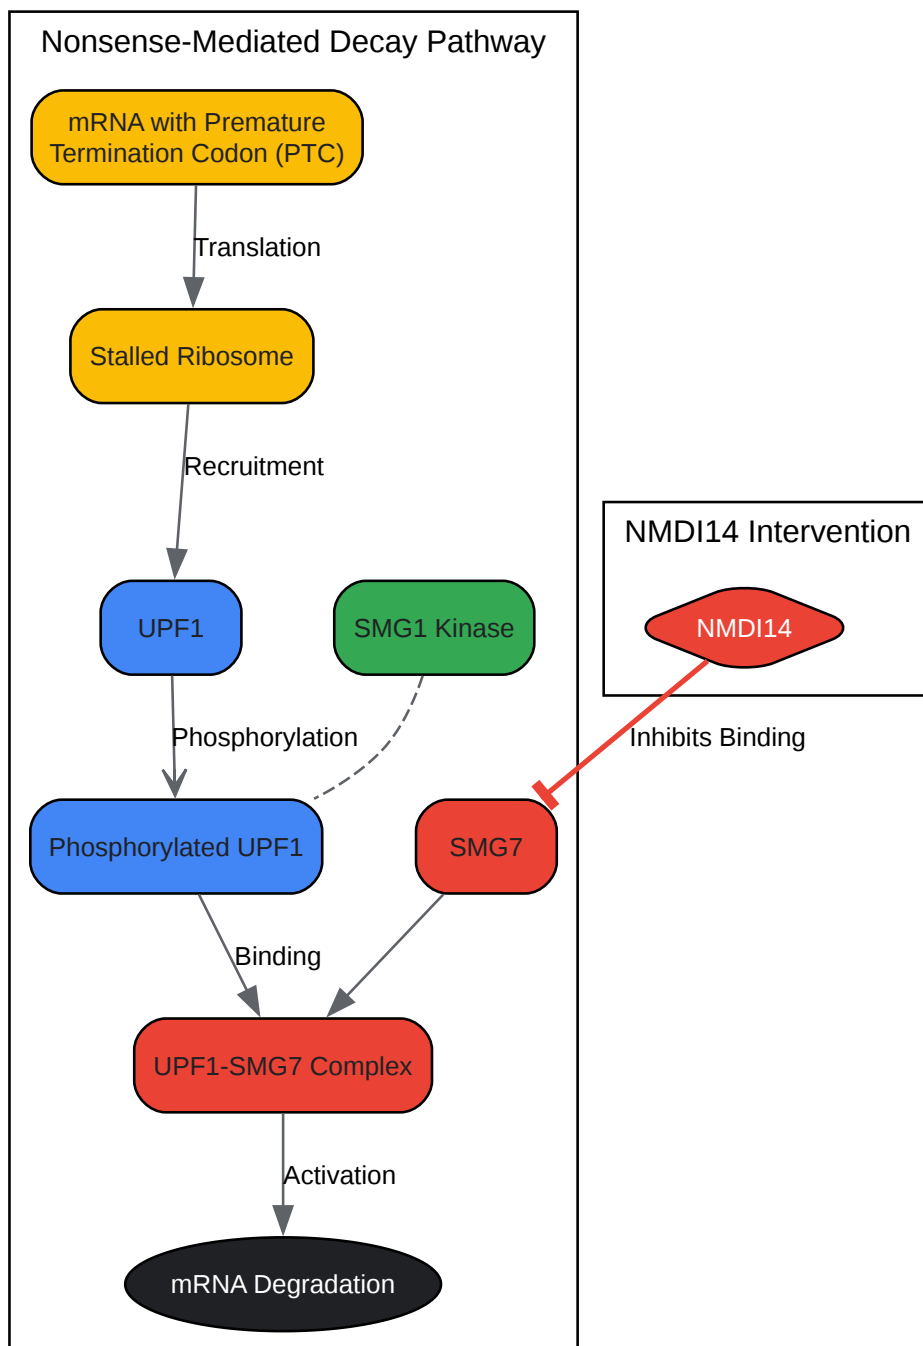 Nonsense-Mediated Decay Pathway
mRNA with Premature
Termination Codon (PTC)
Translation
Stalled Ribosome
Recruitment
NMDI14 Intervention
UPF1
SMG1 Kinase
NMDI14
Phosphorylation
Inhibits Binding
Phosphorylated UPF1
SMG7
Binding
UPF1-SMG7 Complex
Activation
mRNA Degradation